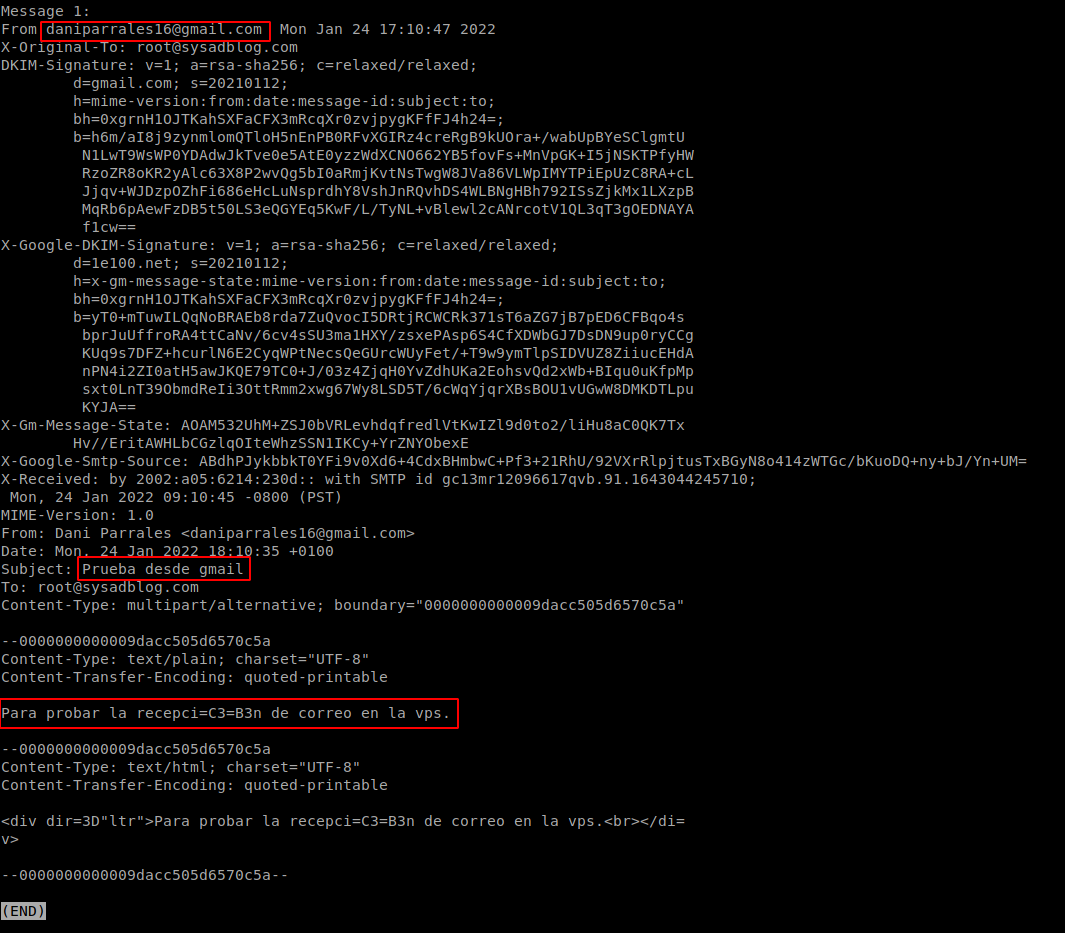 Message 1:
From daniparrales16@gmail.com  Mon Jan 24 17:10:47 2022
X-Original-To: root@sysadblog.com
DKIM-Signature: v=1; a=rsa-sha256; c=relaxed/relaxed;
        d=gmail.com; s=20210112;
        h=mime-version:from:date:message-id:subject:to;
        bh=0xgrnH1OJTKahSXFaCFX3mRcqXr0zvjpygKFfFJ4h24=;
        b=h6m/aI8j9zynmlomQTloH5nEnPB0RFvXGIRz4creRgB9kUOra+/wabUpBYeSClgmtU
         N1LwT9WsWP0YDAdwJkTve0e5AtE0yzzWdXCNO662YB5fovFs+MnVpGK+I5jNSKTPfyHW
         RzoZR8oKR2yAlc63X8P2wvQg5bI0aRmjKvtNsTwgW8JVa86VLWpIMYTPiEpUzC8RA+cL
         Jjqv+WJDzpOZhFi686eHcLuNsprdhY8VshJnRQvhDS4WLBNgHBh792ISsZjkMx1LXzpB
         MqRb6pAewFzDB5t50LS3eQGYEq5KwF/L/TyNL+vBlewl2cANrcotV1QL3qT3gOEDNAYA
         f1cw==
X-Google-DKIM-Signature: v=1; a=rsa-sha256; c=relaxed/relaxed;
        d=1e100.net; s=20210112;
        h=x-gm-message-state:mime-version:from:date:message-id:subject:to;
        bh=0xgrnH1OJTKahSXFaCFX3mRcqXr0zvjpygKFfFJ4h24=;
        b=yT0+mTuwILQqNoBRAEb8rda7ZuQvocI5DRtjRCWCRk371sT6aZG7jB7pED6CFBqo4s
         bprJuUffroRA4ttCaNv/6cv4sSU3ma1HXY/zsxePAsp6S4CfXDWbGJ7DsDN9up0ryCCg
         KUq9s7DFZ+hcurlN6E2CyqWPtNecsQeGUrcWUyFet/+T9w9ymTlpSIDVUZ8ZiiucEHdA
         nPN4i2ZI0atH5awJKQE79TC0+J/03z4ZjqH0YvZdhUKa2EohsvQd2xWb+BIqu0uKfpMp
         sxt0LnT39ObmdReIi3OttRmm2xwg67Wy8LSD5T/6cWqYjqrXBsBOU1vUGwW8DMKDTLpu
         KYJA==
X-Gm-Message-State: AOAM532UhM+ZSJ0bVRLevhdqfredlVtKwIZl9d0to2/liHu8aC0QK7Tx
        Hv//EritAWHLbCGzlqOIteWhzSSN1IKCy+YrZNYObexE
X-Google-Smtp-Source: ABdhPJykbbkT0YFi9v0Xd6+4CdxBHmbwC+Pf3+21RhU/92VXrRlpjtusTxBGyN8o414zWTGc/bKuoDQ+ny+bJ/Yn+UM=
X-Received: by 2002:a05:6214:230d:: with SMTP id gc13mr12096617qvb.91.1643044245710;
 Mon, 24 Jan 2022 09:10:45 -0800 (PST)
MIME-Version: 1.0
From: Dani Parrales <daniparrales16@gmail.com>
Date: Mon, 24 Jan 2022 18:10:35 +0100
Subject: Prueba desde gmail
To: root@sysadblog.com
Content-Type: multipart/alternative; boundary="0000000000009dacc505d6570c5a"

--0000000000009dacc505d6570c5a
Content-Type: text/plain; charset="UTF-8"
Content-Transfer-Encoding: quoted-printable

Para probar la recepci=C3=B3n de correo en la vps.

--0000000000009dacc505d6570c5a
Content-Type: text/html; charset="UTF-8"
Content-Transfer-Encoding: quoted-printable

<div dir=3D"ltr">Para probar la recepci=C3=B3n de correo en la vps.<br></di=
v>

--0000000000009dacc505d6570c5a--

(END)